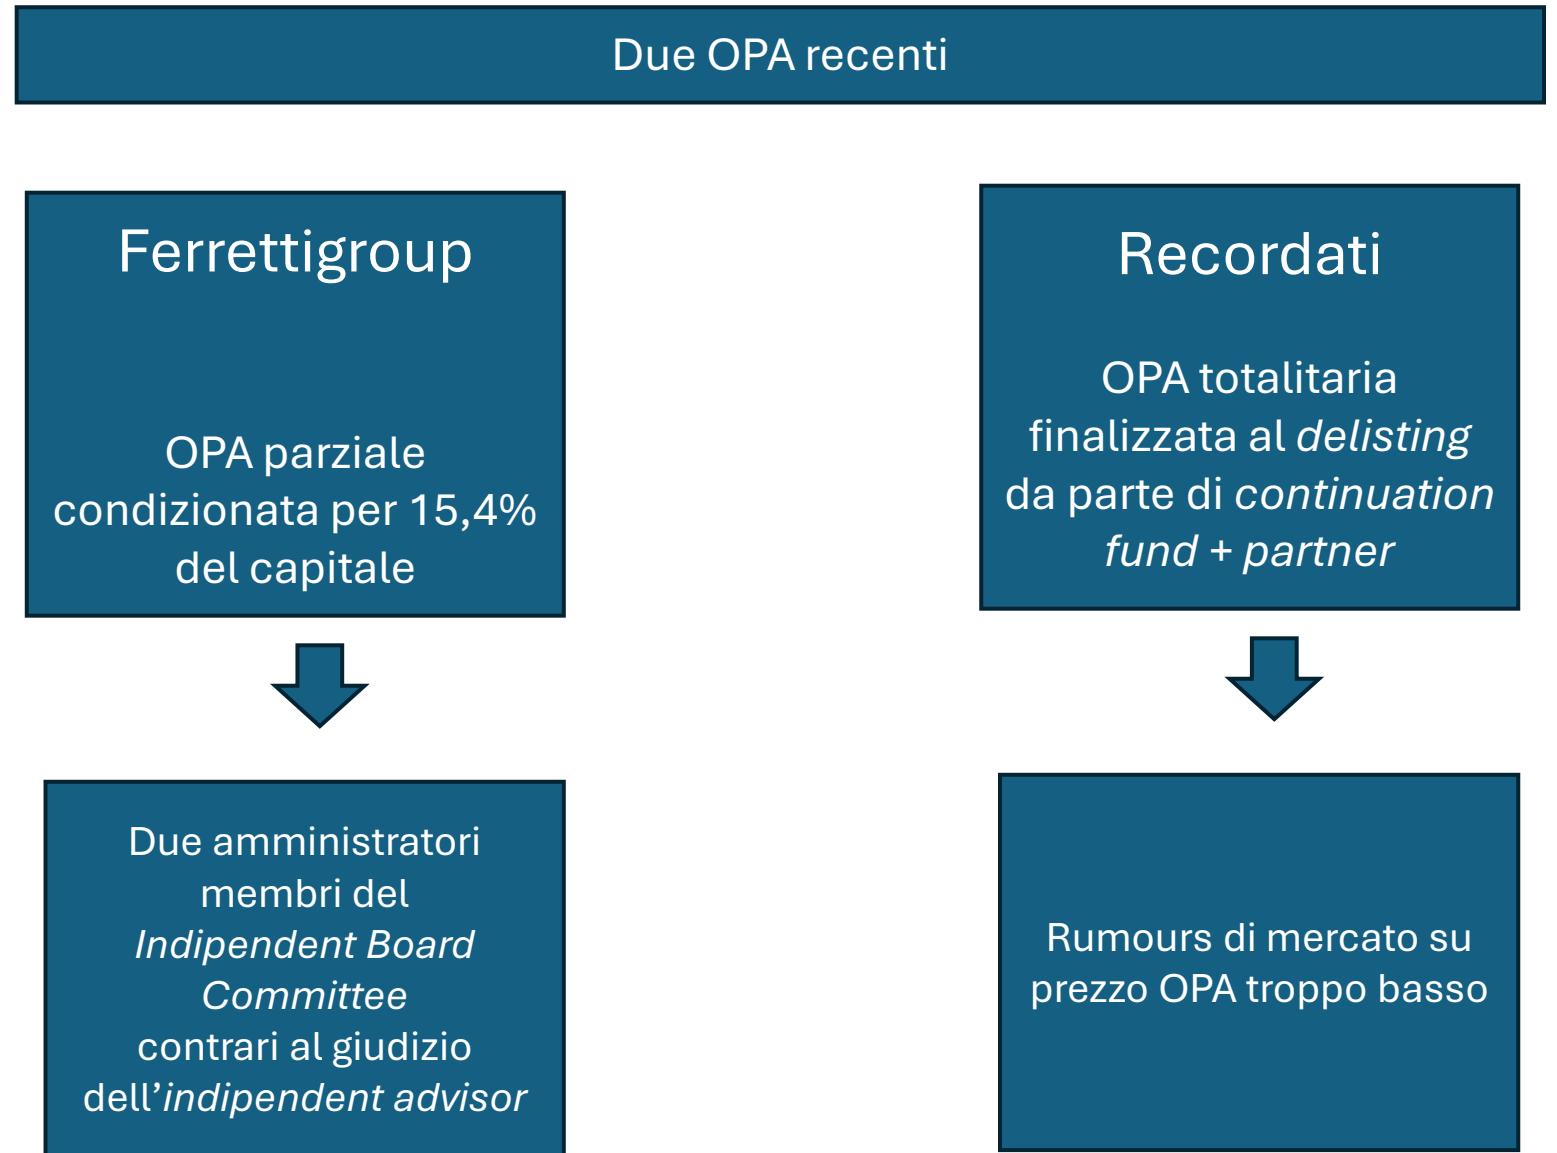 Due OPA recenti
Ferrettigroup
OPA parziale
condizionata per 15,4%
del capitale
Due amministratori
membri del
Indipendent Board
Committee
contrari al giudizio
dell’indipendent advisor
Recordati
OPA totalitaria
finalizzata al delisting
da parte di continuation
fund + partner
Rumours di mercato su
prezzo OPA troppo basso